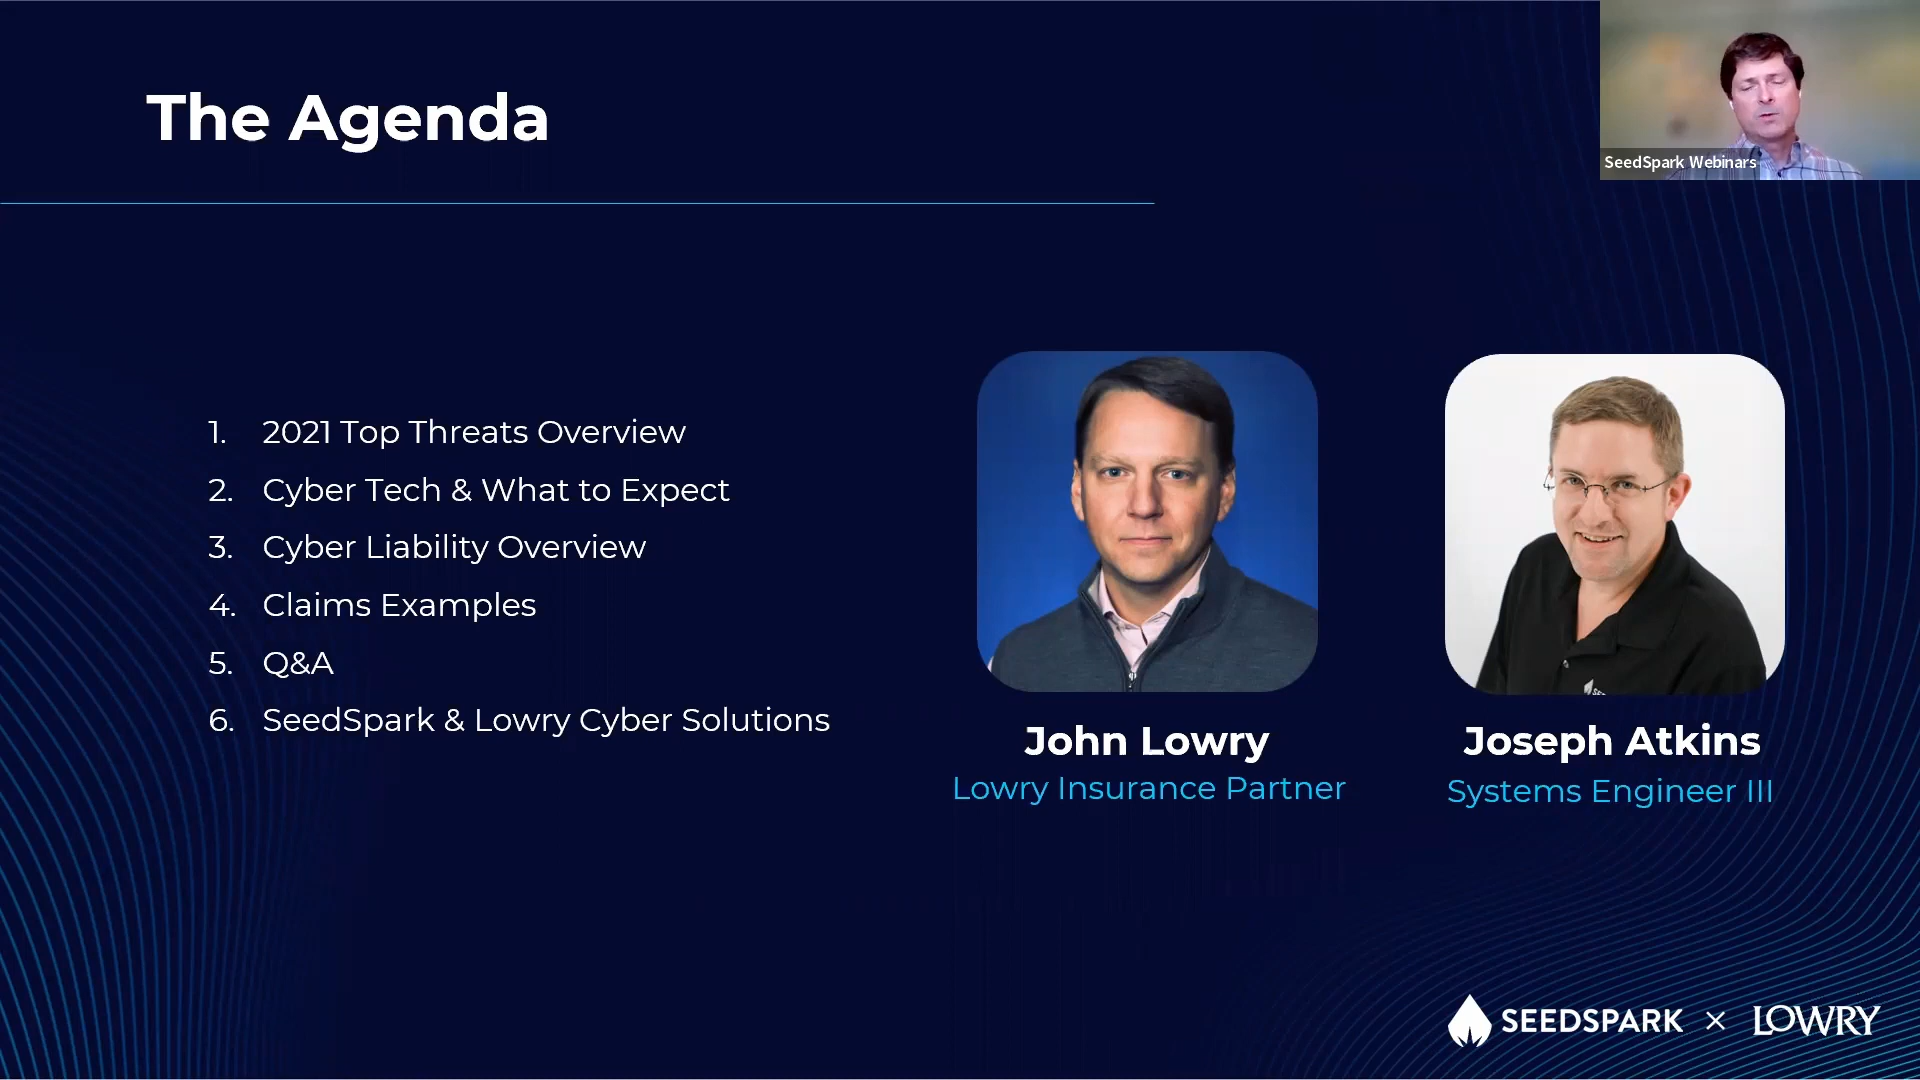 The Agenda
SeedSpark Webinars
1. 2021 Top Threats Overview
2. Cyber Tech & What to Expect
3. Cyber Liability Overview
4. Claims Examples
5. Q&A
6. SeedSpark & Lowry Cyber Solutions
John Lowry
Lowry Insurance Partner
Joseph Atkins
Systems Engineer III
SEEDSPARK × LOWRY